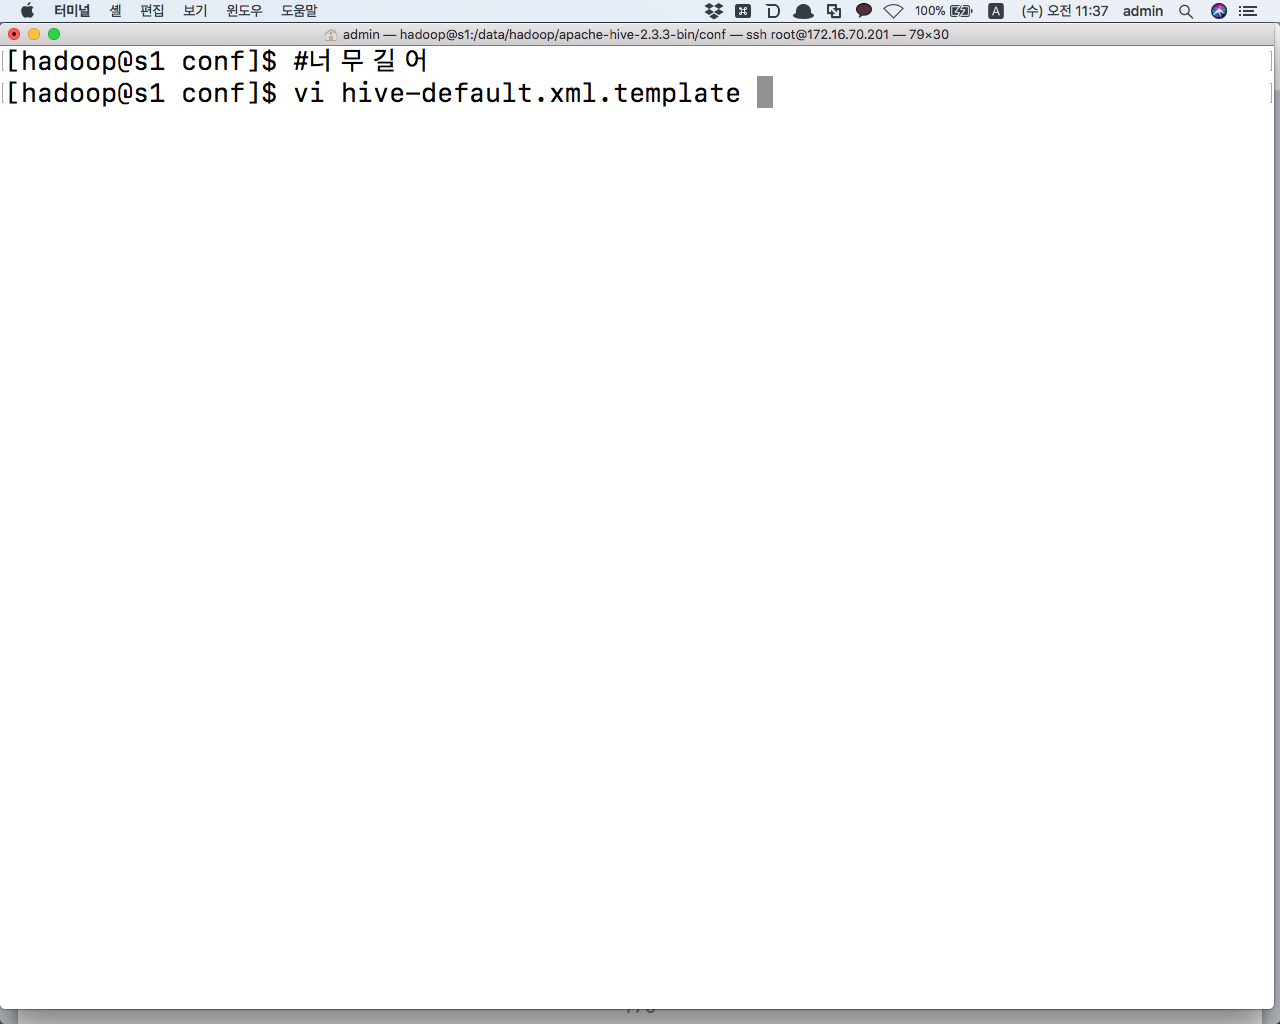 터미널 셸 편집 보기 윈도우 도움말 100% A (수) 오전 11:37 admin
admin — hadoop@s1:/data/hadoop/apache-hive-2.3.3-bin/conf — ssh root@172.16.70.201 — 79×30
[hadoop@s1 conf]$ #너 무 길 어
[hadoop@s1 conf]$ vi hive-default.xml.template